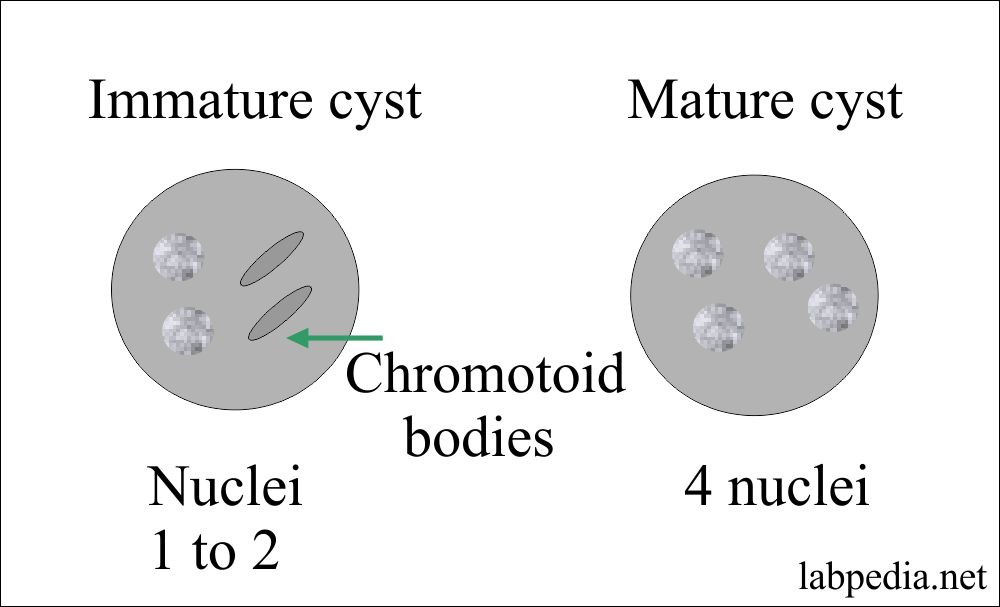 Immature cyst
Mature cyst
Chromotoid
bodies
Nuclei
1 to 2
4 nuclei
labpedia.net